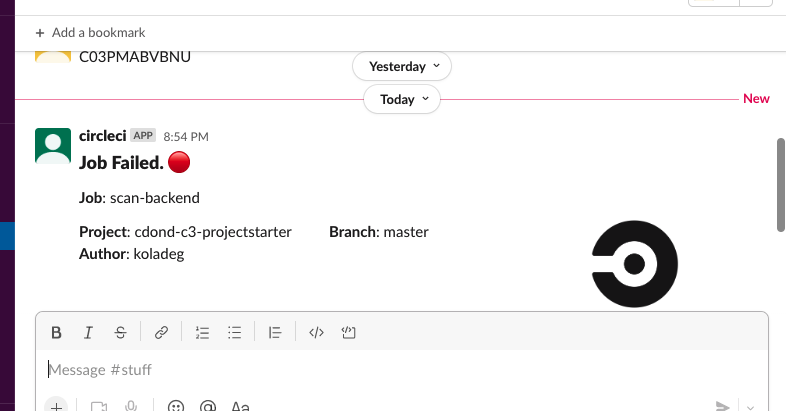 + Add a bookmark
C03PMABVBNU
Yesterday
Today
New
circleci APP 8:54 PM
Job Failed.
Job: scan-backend
Project: cdond-c3-projectstarter Branch: master
Author: koladeg
B I S
Message #stuff
@ Aa